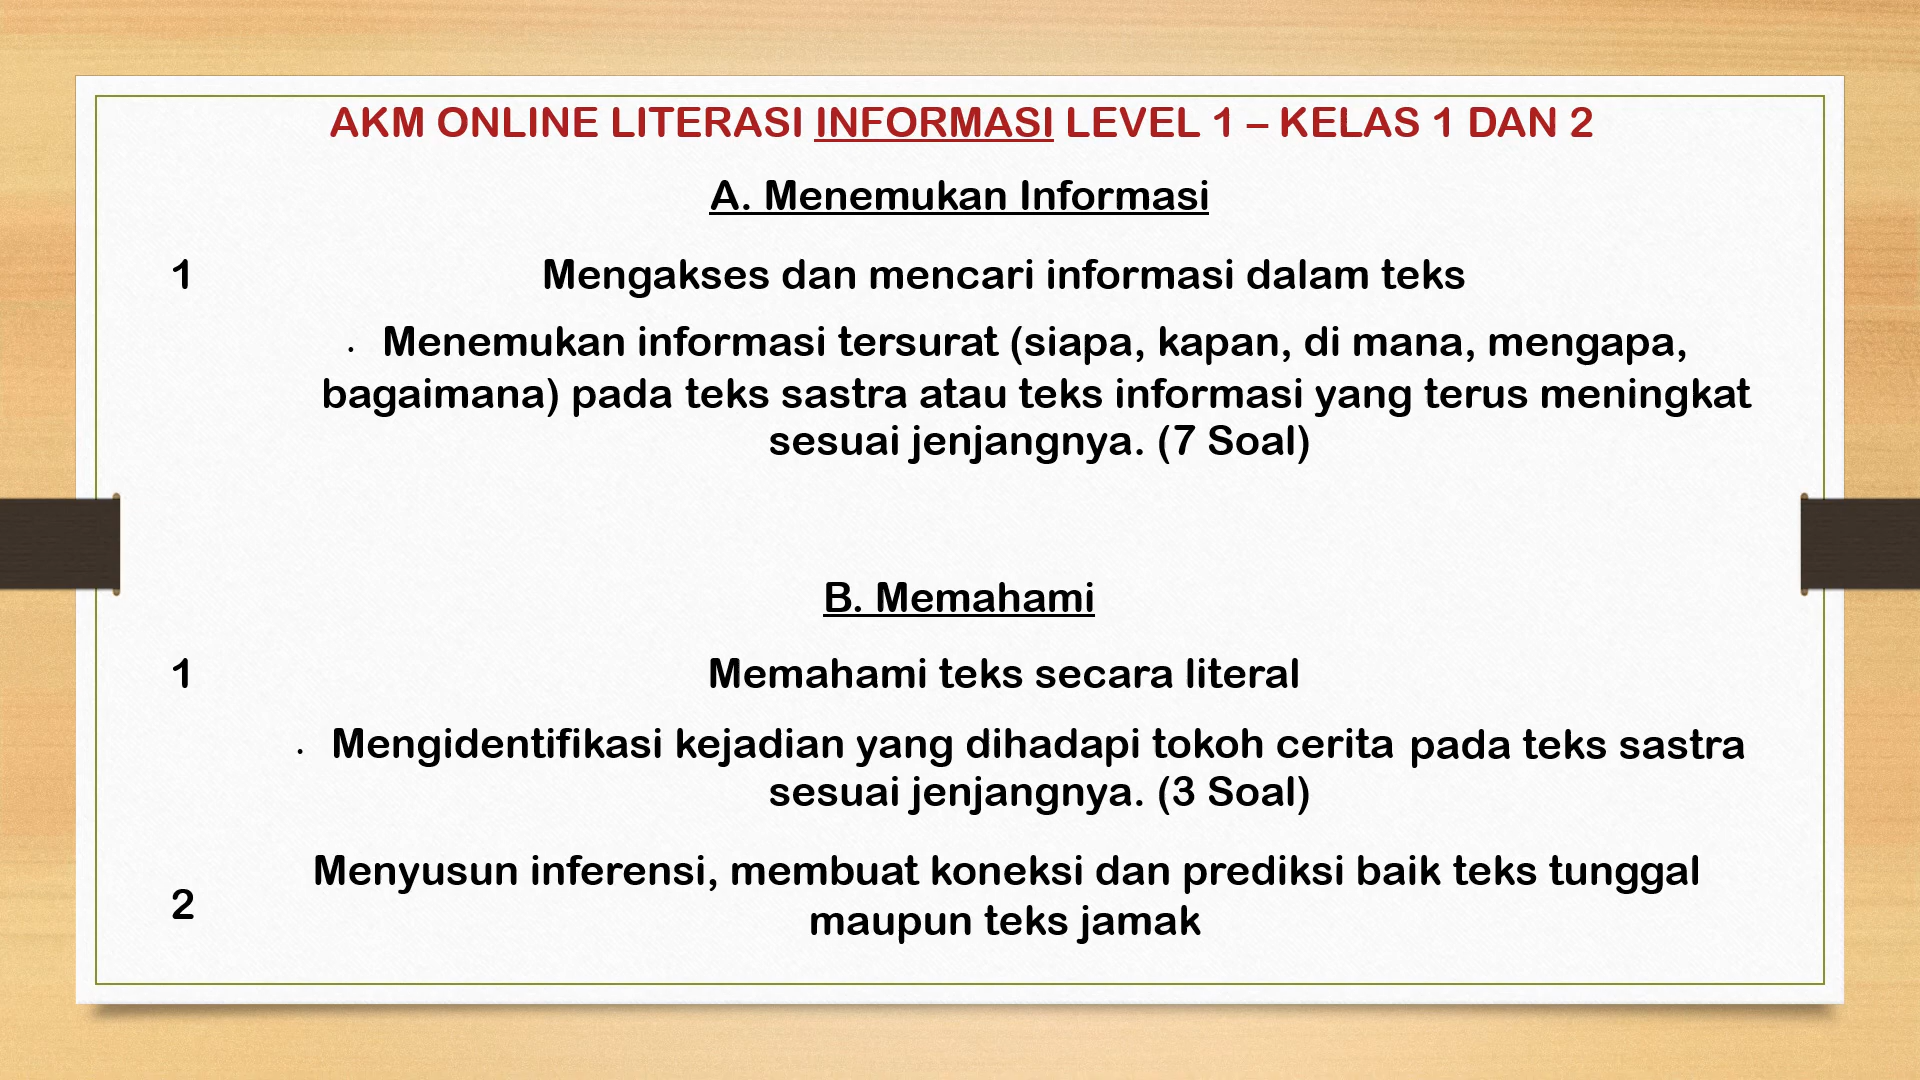 AKM ONLINE LITERASI INFORMASI LEVEL 1 – KELAS 1 DAN 2
A. Menemukan Informasi
1 Mengakses dan mencari informasi dalam teks
• Menemukan informasi tersurat (siapa, kapan, di mana, mengapa,
bagaimana) pada teks sastra atau teks informasi yang terus meningkat
sesuai jenjangnya. (7 Soal)
B. Memahami
1 Memahami teks secara literal
• Mengidentifikasi kejadian yang dihadapi tokoh cerita pada teks sastra
sesuai jenjangnya. (3 Soal)
2 Menyusun inferensi, membuat koneksi dan prediksi baik teks tunggal
maupun teks jamak